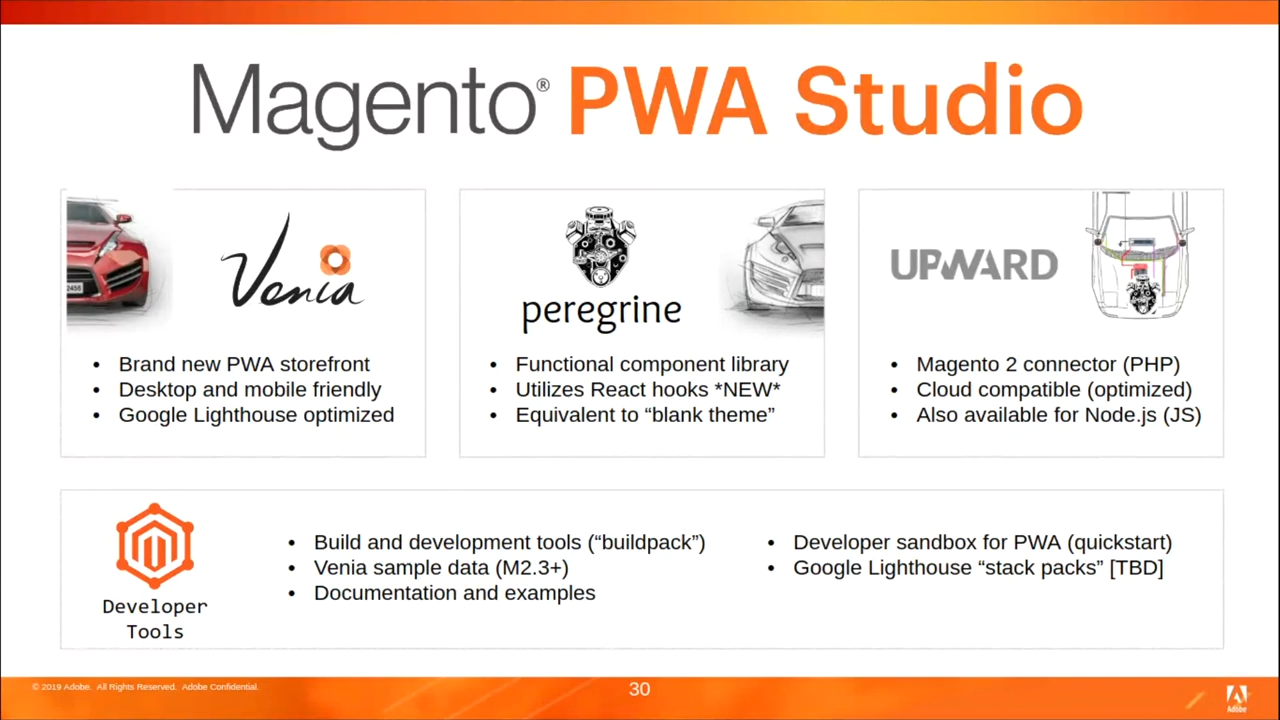 Magento® PWA Studio
Venia
• Brand new PWA storefront
• Desktop and mobile friendly
• Google Lighthouse optimized
peregrine
• Functional component library
• Utilizes React hooks *NEW*
• Equivalent to “blank theme”
UPWARD
• Magento 2 connector (PHP)
• Cloud compatible (optimized)
• Also available for Node.js (JS)
Developer
Tools
• Build and development tools (“buildpack”)
• Venia sample data (M2.3+)
• Documentation and examples
• Developer sandbox for PWA (quickstart)
• Google Lighthouse “stack packs” [TBD]
© 2019 Adobe. All Rights Reserved. Adobe Confidential.
30
Adobe